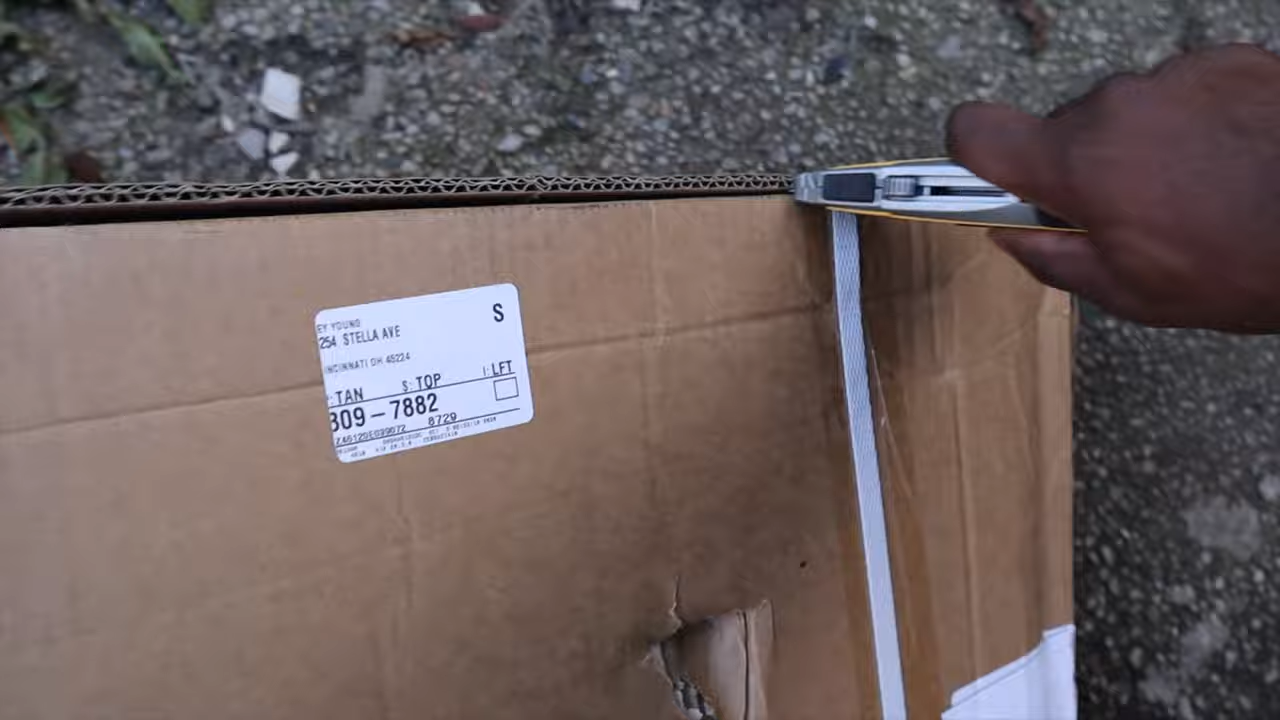 EY YOUNG
S
254 STELLA AVE
INCINNATI OH 45224
: TAN S: TOP I: LFT
309-7882
8729